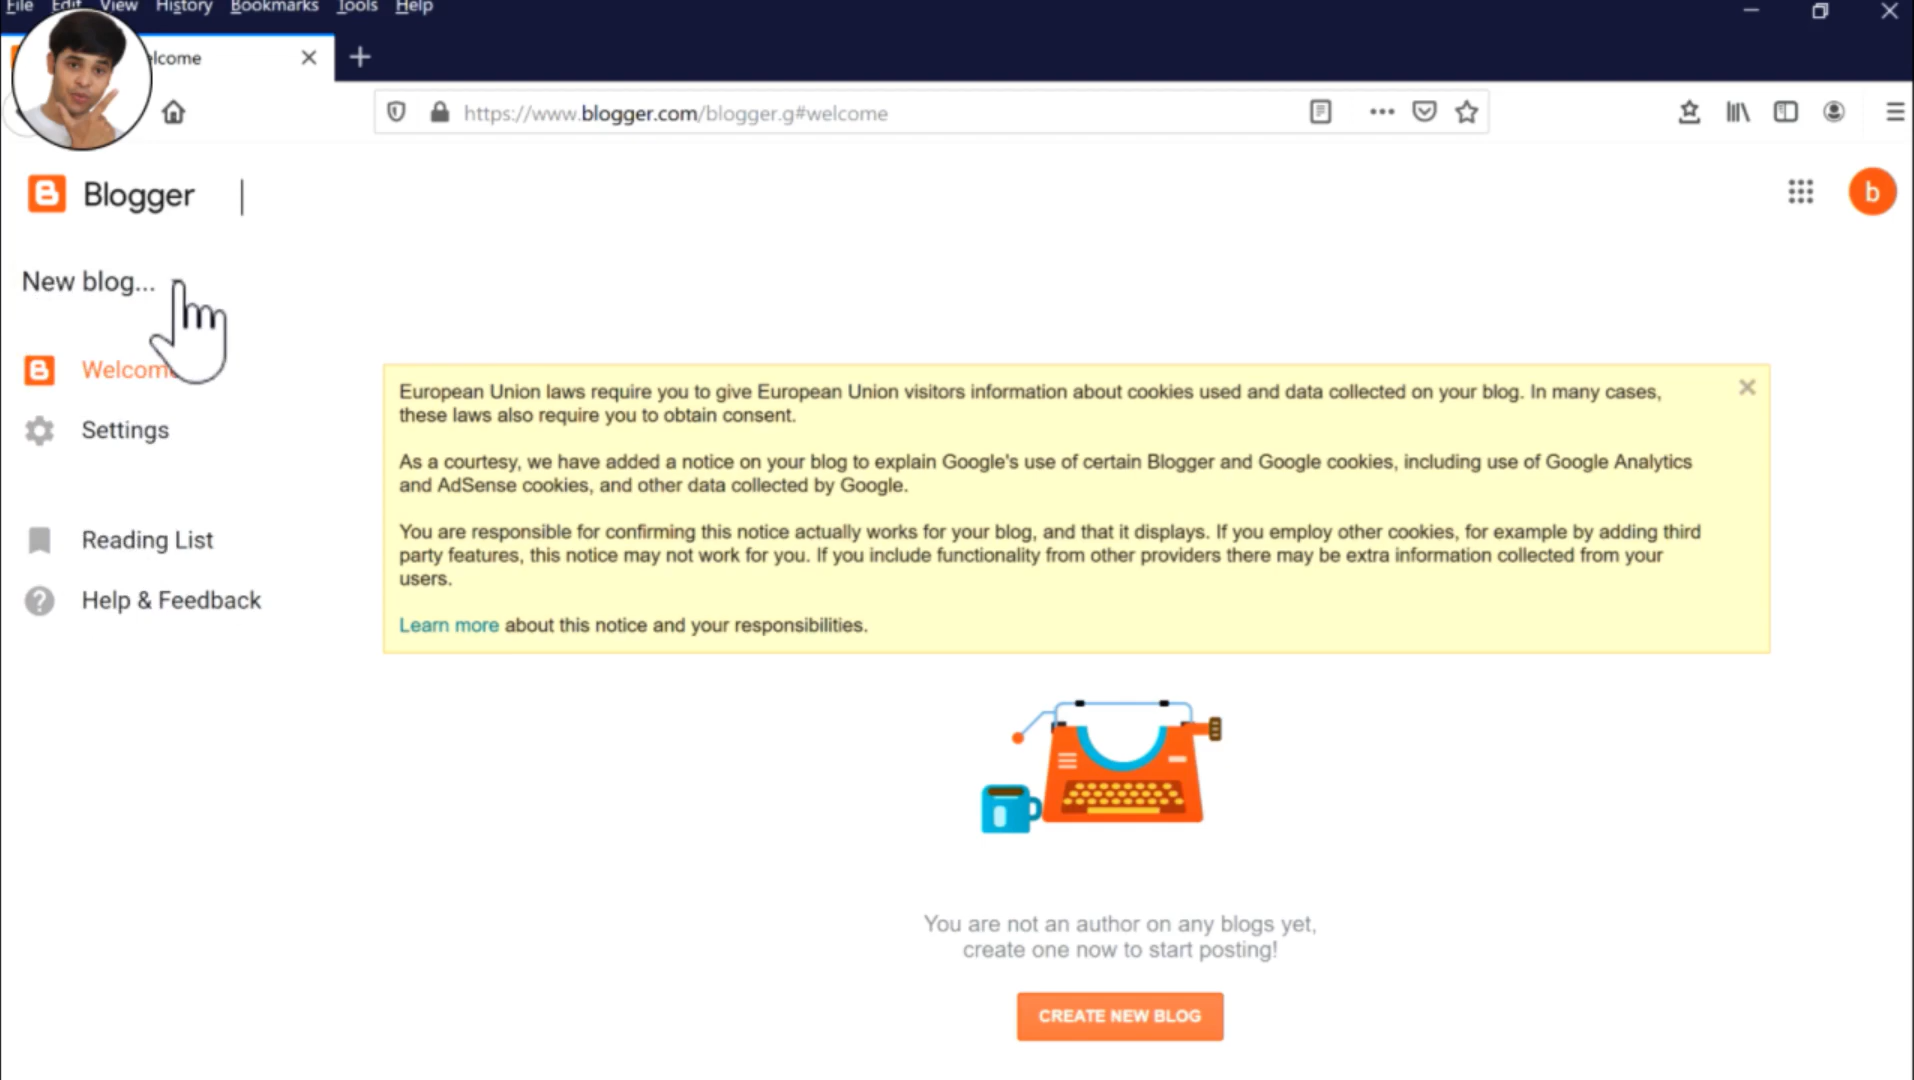 File Edit View History Bookmarks Tools Help
lcome
https://www.blogger.com/blogger.g#welcome
Blogger
b
New blog...
Welcome
Settings
Reading List
Help & Feedback
European Union laws require you to give European Union visitors information about cookies used and data collected on your blog. In many cases,
these laws also require you to obtain consent.
As a courtesy, we have added a notice on your blog to explain Google's use of certain Blogger and Google cookies, including use of Google Analytics
and AdSense cookies, and other data collected by Google.
You are responsible for confirming this notice actually works for your blog, and that it displays. If you employ other cookies, for example by adding third
party features, this notice may not work for you. If you include functionality from other providers there may be extra information collected from your
users.
Learn more about this notice and your responsibilities.
You are not an author on any blogs yet,
create one now to start posting!
CREATE NEW BLOG